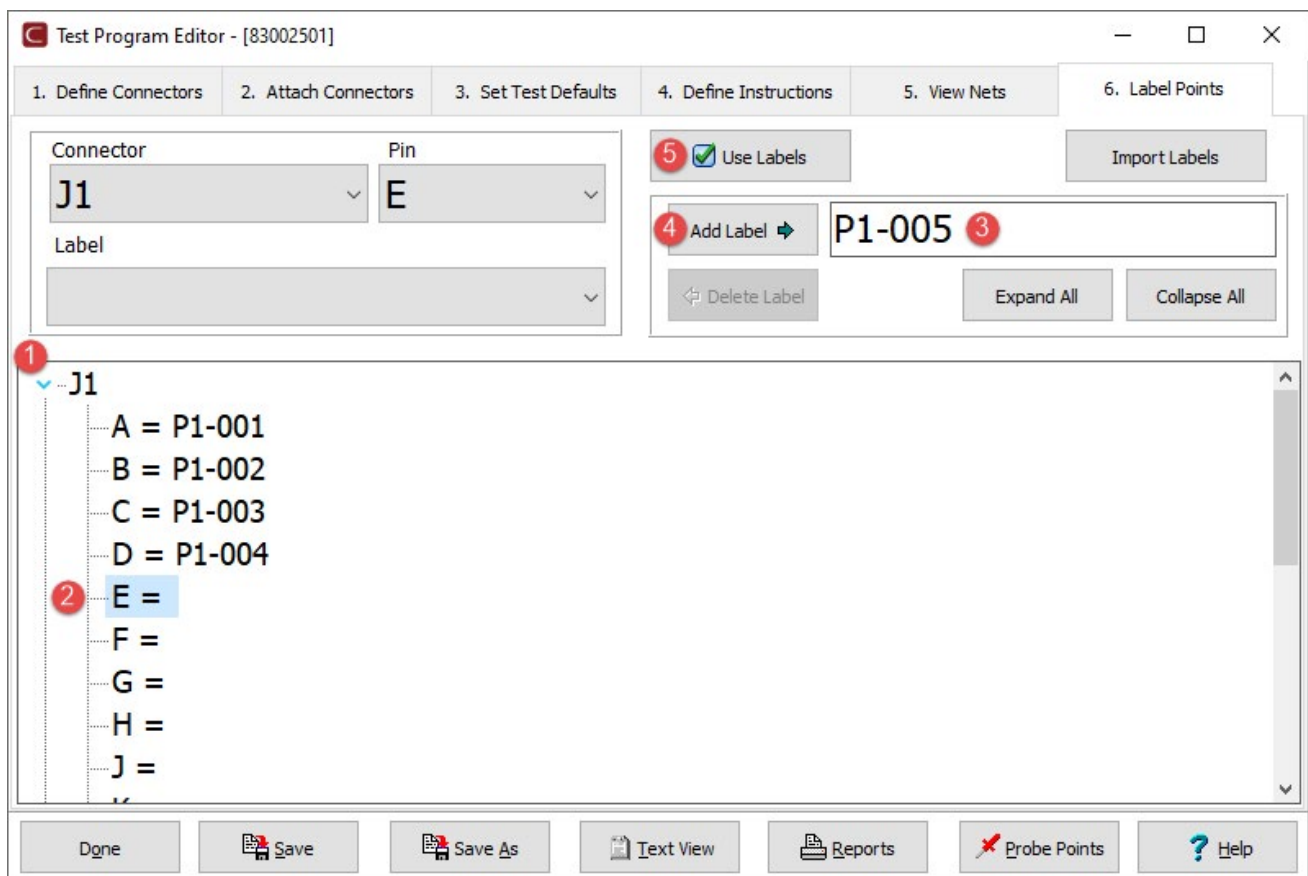 Test Program Editor - [83002501]
1. Define Connectors 2. Attach Connectors 3. Set Test Defaults 4. Define Instructions 5. View Nets 6. Label Points
Connector Pin
J1 E
Label
5 Use Labels Import Labels
4 Add Label P1-005 3
Delete Label Expand All Collapse All
1
J1
A = P1-001
B = P1-002
C = P1-003
D = P1-004
2 E =
F =
G =
H =
J =
Done Save Save As Text View Reports Probe Points Help